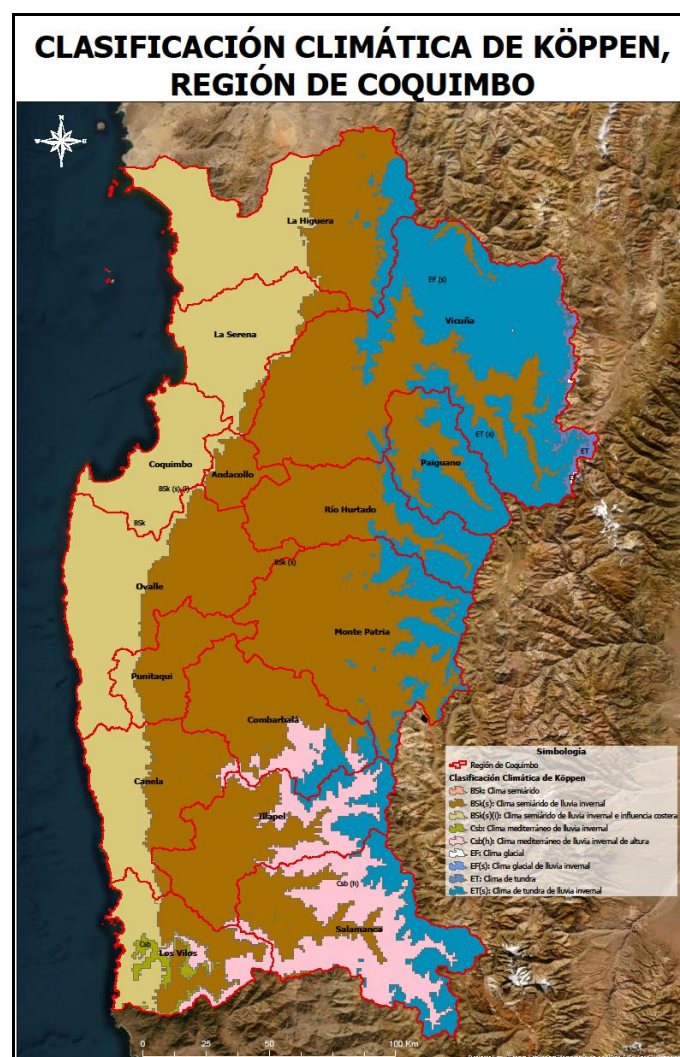 CLASIFICACIÓN CLIMÁTICA DE KÖPPEN,
REGIÓN DE COQUIMBO
N
La Higuera
EF (s)
Vicuña
La Serena
ET (s)
ET
Coquimbo
Paiguano
Andacollo
BSk (s) (i)
EF
Río Hurtado
BSk
BSk (s)
Ovalle
Monte Patria
Punitaqui
Combarbalá
Canela
Illapel
Csb (h)
Salamanca
Csb
Los Vilos
Simbología
Región de Coquimbo
Clasificación Climática de Köppen
BSk: Clima semiárido
BSk(s): Clima semiárido de lluvia invernal
BSk(s)(i): Clima semiárido de lluvia invernal e influencia costera
Csb: Clima mediterráneo de lluvia invernal
Csb(h): Clima mediterráneo de lluvia invernal de altura
EF: Clima glacial
EF(s): Clima glacial de lluvia invernal
ET: Clima de tundra
ET(s): Clima de tundra de lluvia invernal
0 25 50 100 Km